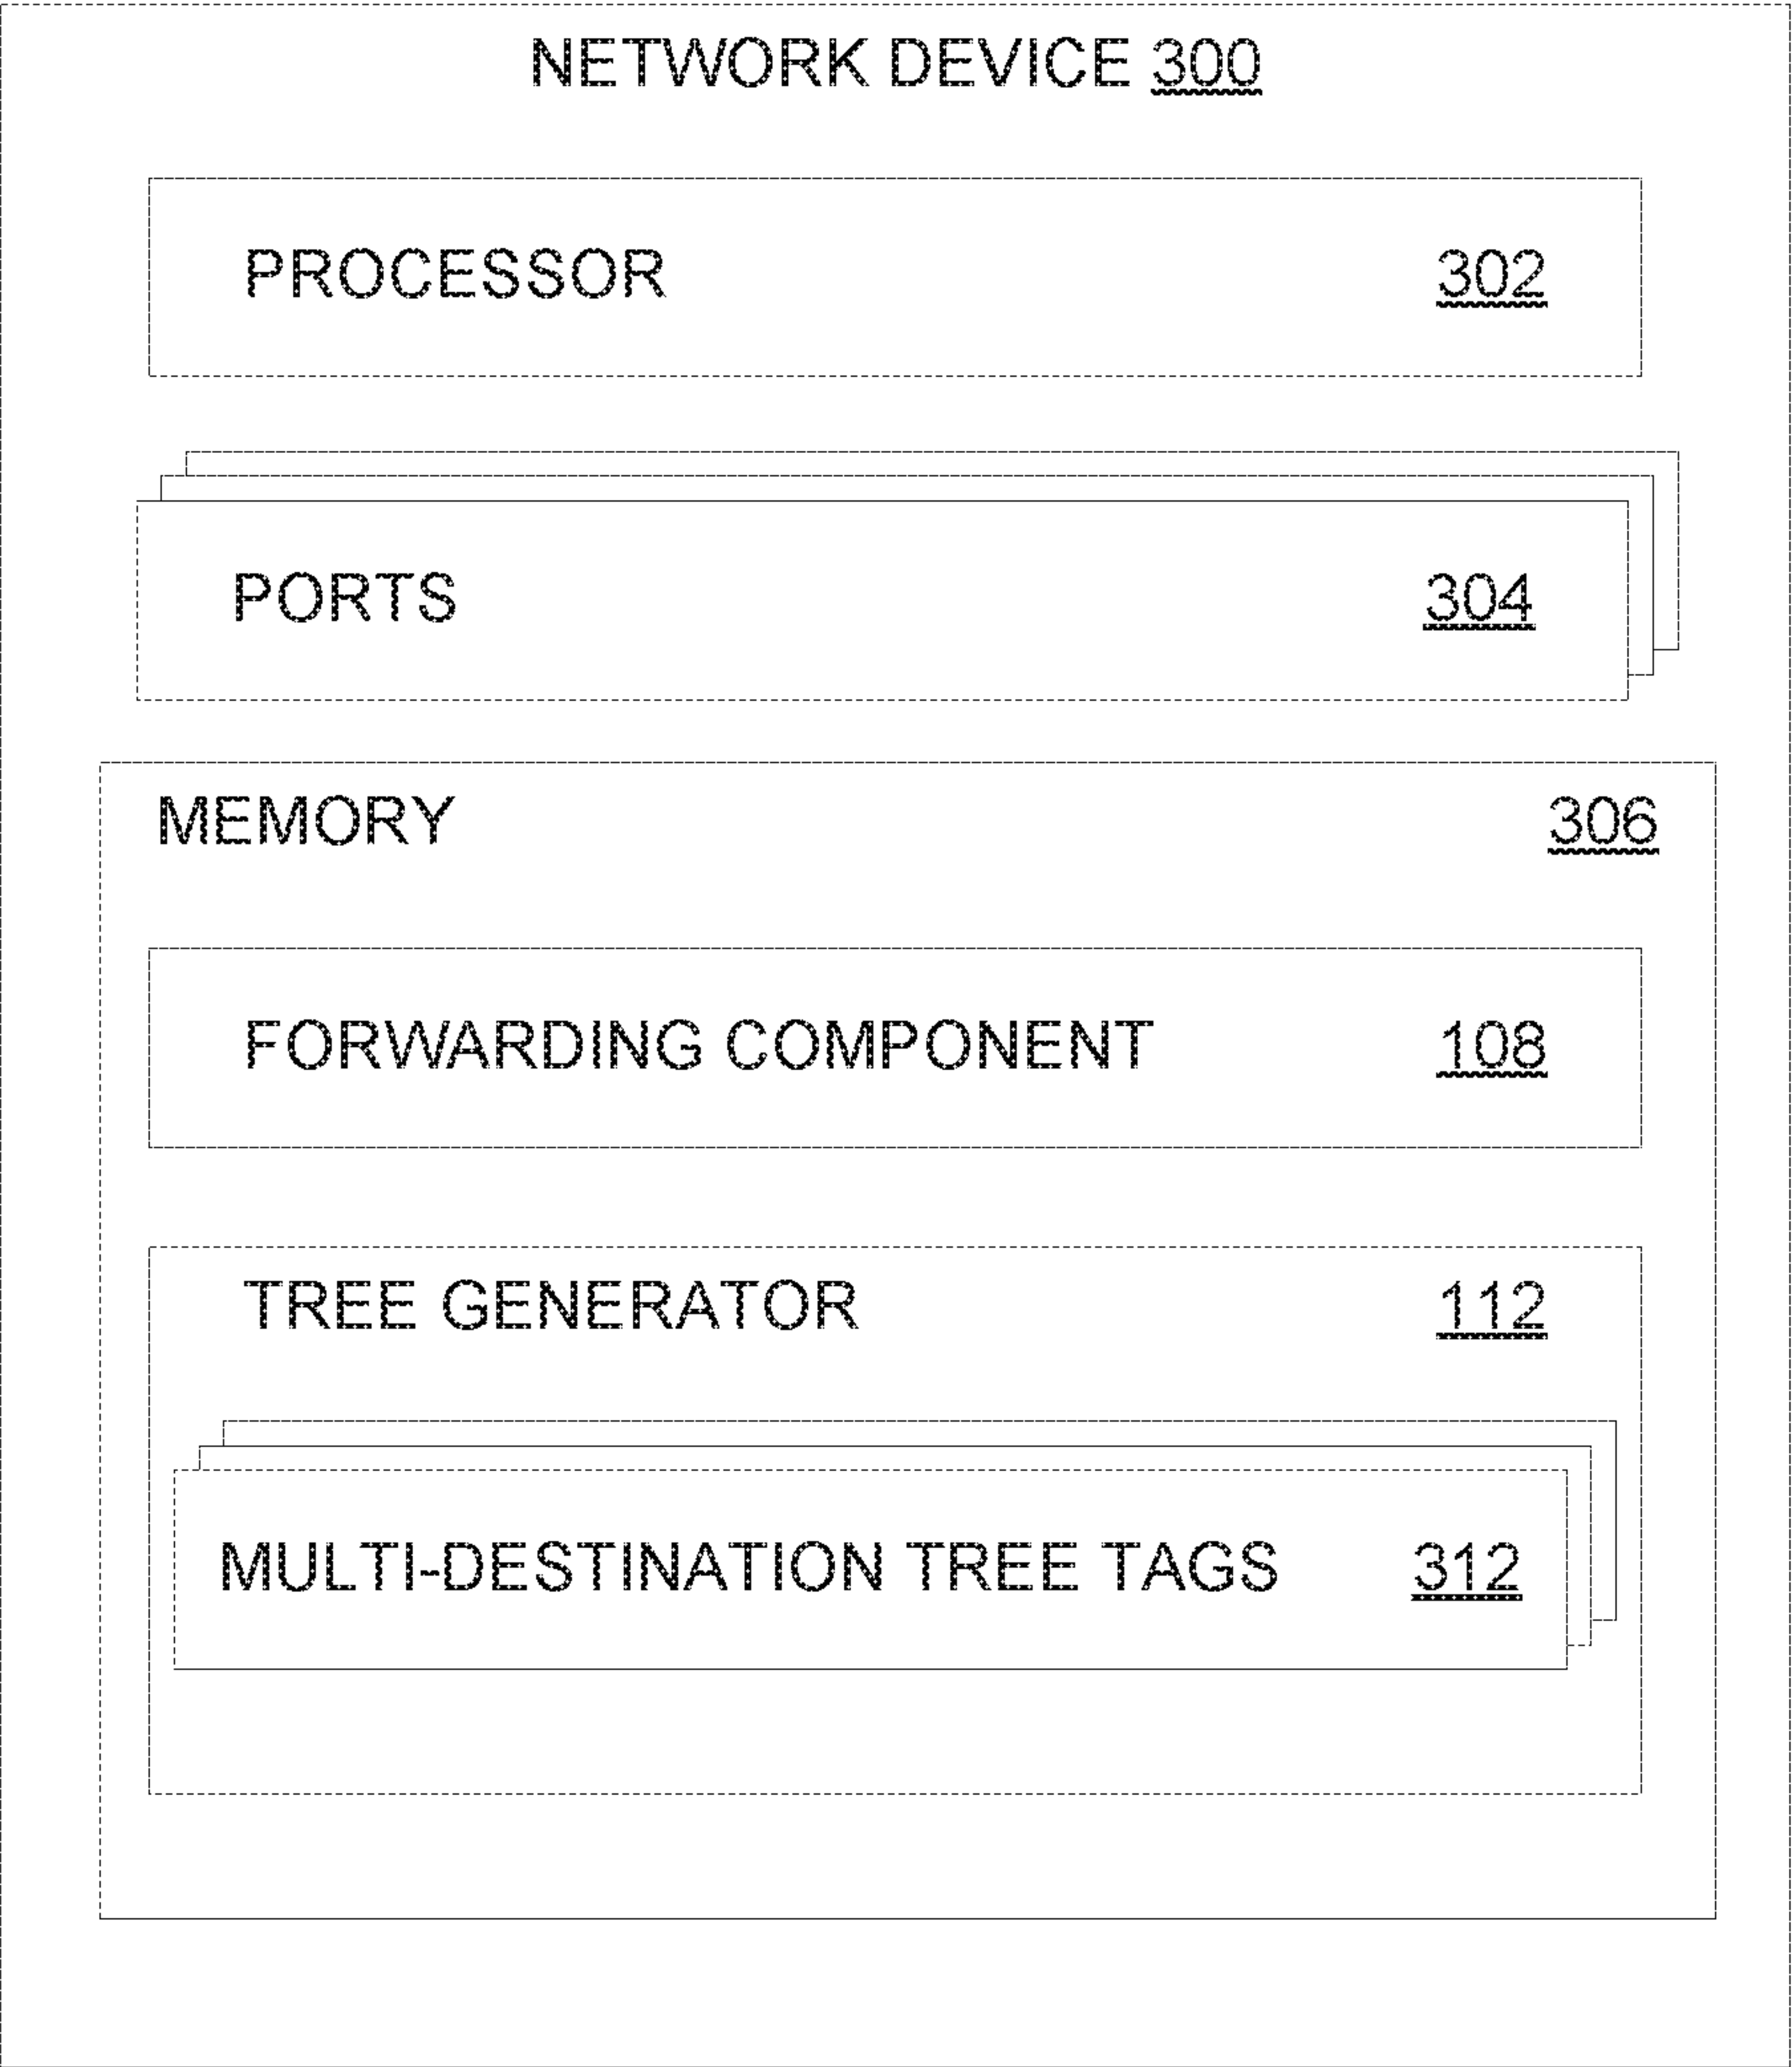 NETWORK DEVICE 300
PROCESSOR 302
PORTS 304
MEMORY 306
FORWARDING COMPONENT 108
TREE GENERATOR 112
MULTI-DESTINATION TREE TAGS 312